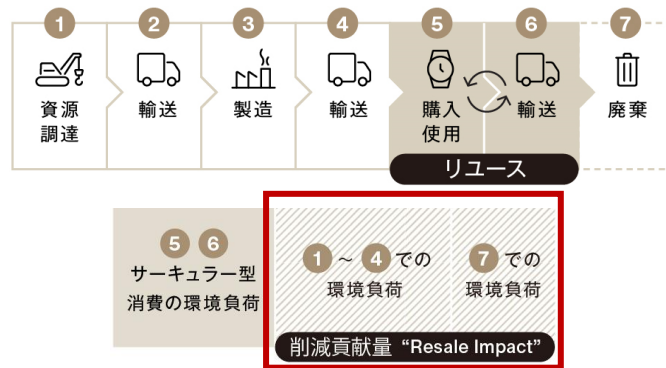 1 2 3 4 5 6 7
資源 輸送 製造 輸送 購入 輸送 廃棄
調達 使用
リユース
5 6
サーキュラー型
消費の環境負荷
1 ~ 4 での
環境負荷
7 での
環境負荷
削減貢献量 “Resale Impact”